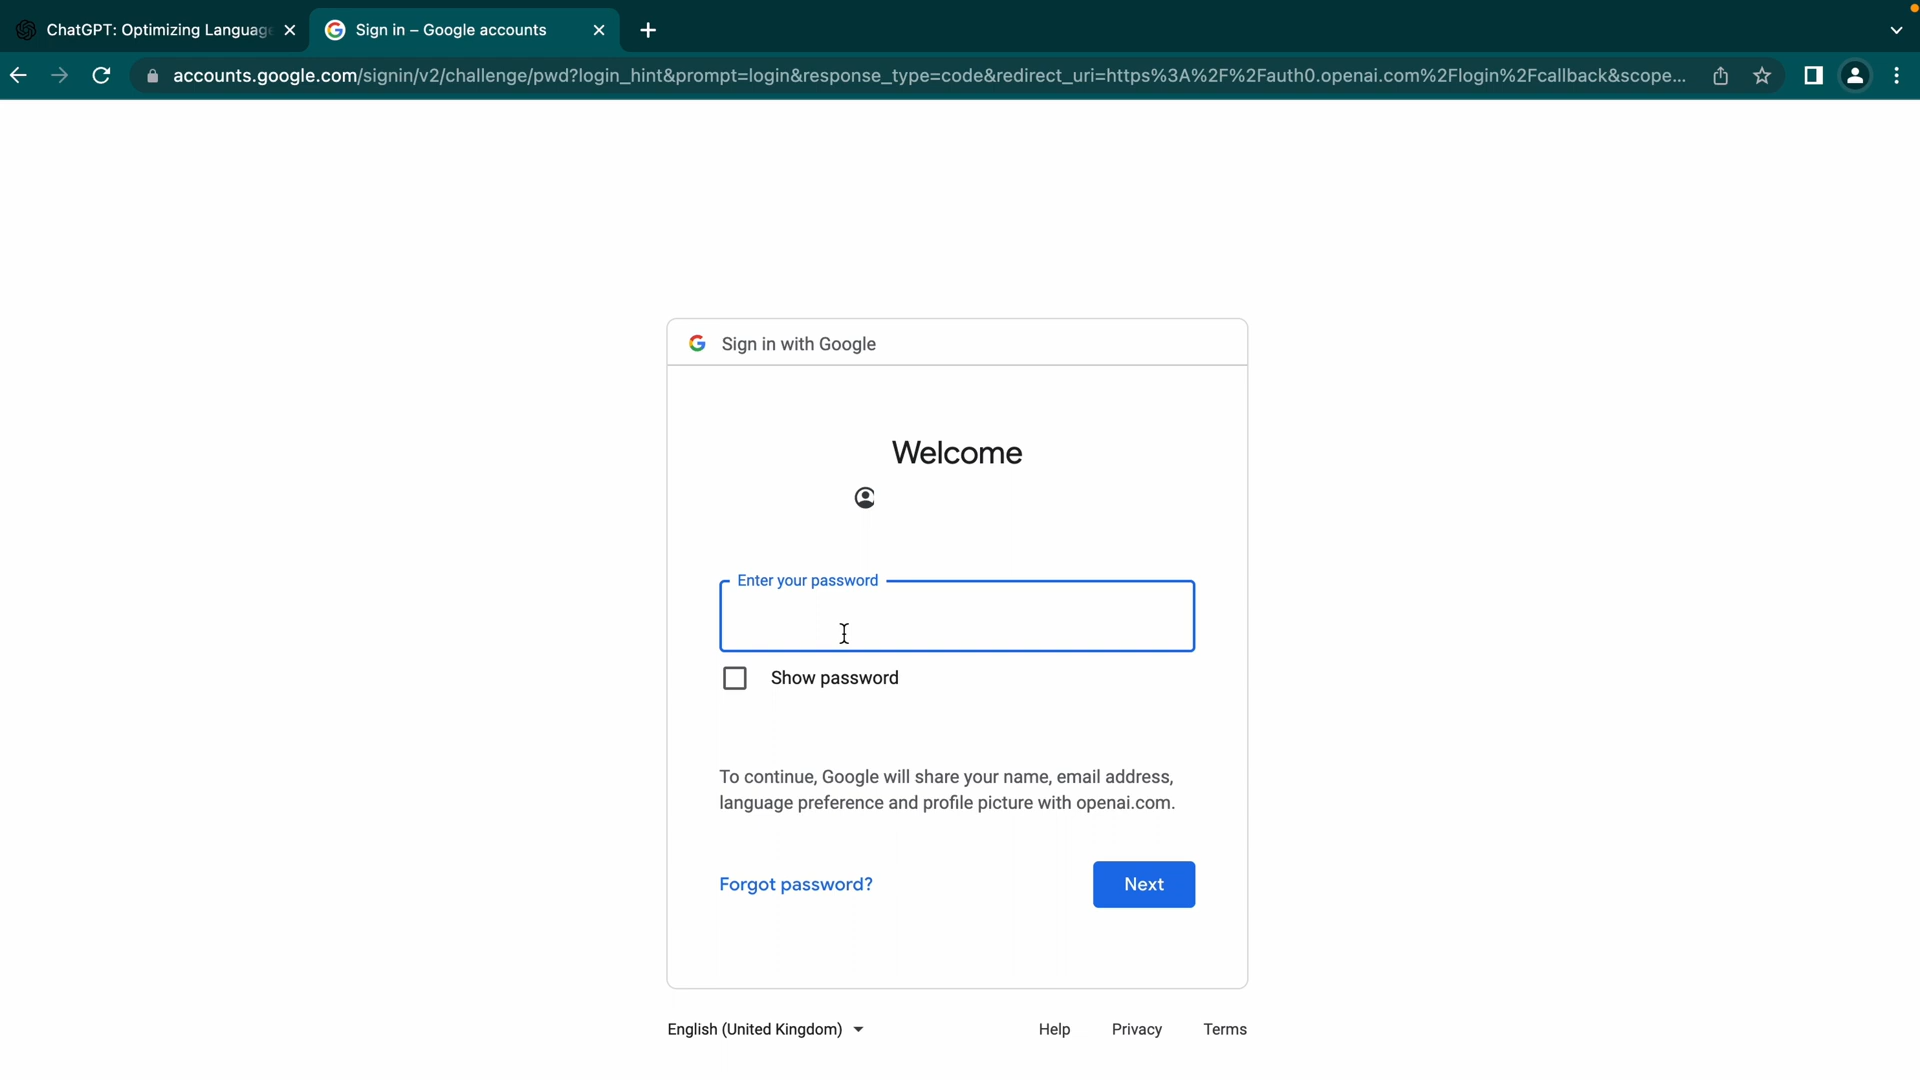 ChatGPT: Optimizing Languag
Sign in – Google accounts
accounts.google.com/signin/v2/challenge/pwd?login_hint&prompt=login&response_type=code&redirect_uri=https%3A%2F%2Fauth0.openai.com%2Flogin%2Fcallback&scope...
Sign in with Google
Welcome
Enter your password
Show password
To continue, Google will share your name, email address,
language preference and profile picture with openai.com.
Forgot password?
Next
English (United Kingdom)
Help
Privacy
Terms